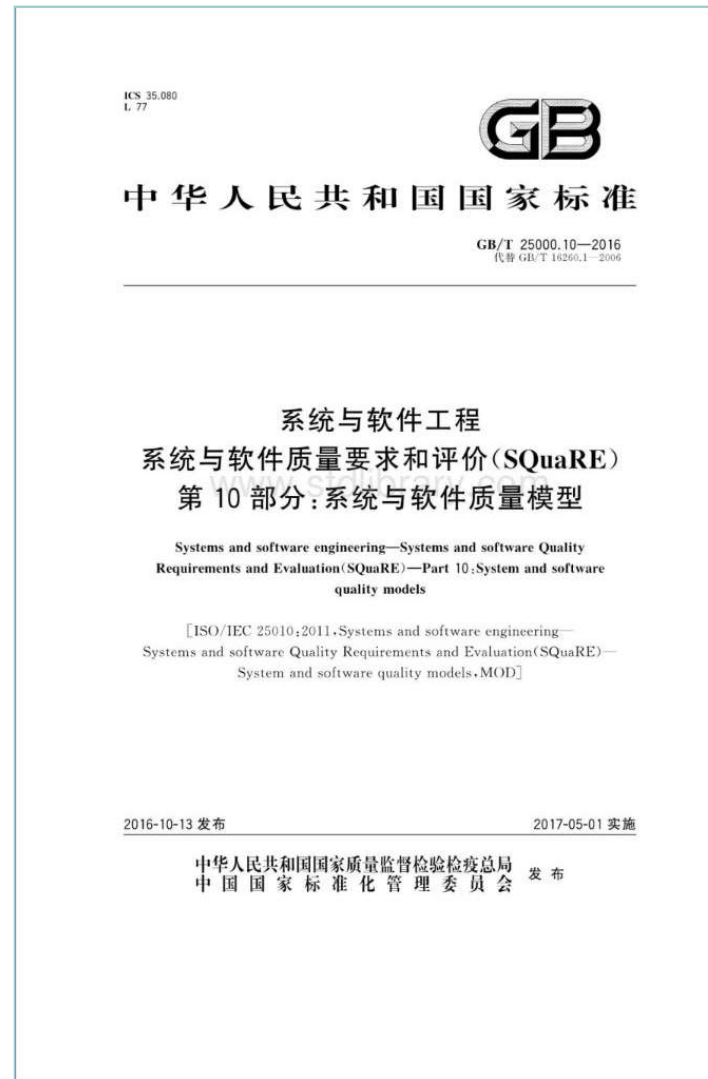 ICS 35.080
L 77
GB
中华人民共和国国家标准
GB/T 25000.10—2016
代替 GB/T 16260.1—2006
系统与软件工程
系统与软件质量要求和评价(SQuaRE)
www.stdlibrary.com
第 10 部分:系统与软件质量模型
Systems and software engineering—Systems and software Quality
Requirements and Evaluation(SQuaRE)—Part 10:System and software
quality models
[ISO/IEC 25010:2011,Systems and software engineering—
Systems and software Quality Requirements and Evaluation(SQuaRE)—
System and software quality models,MOD]
2016-10-13 发布
2017-05-01 实施
中华人民共和国国家质量监督检验检疫总局
中国国家标准化管理委员会
发布